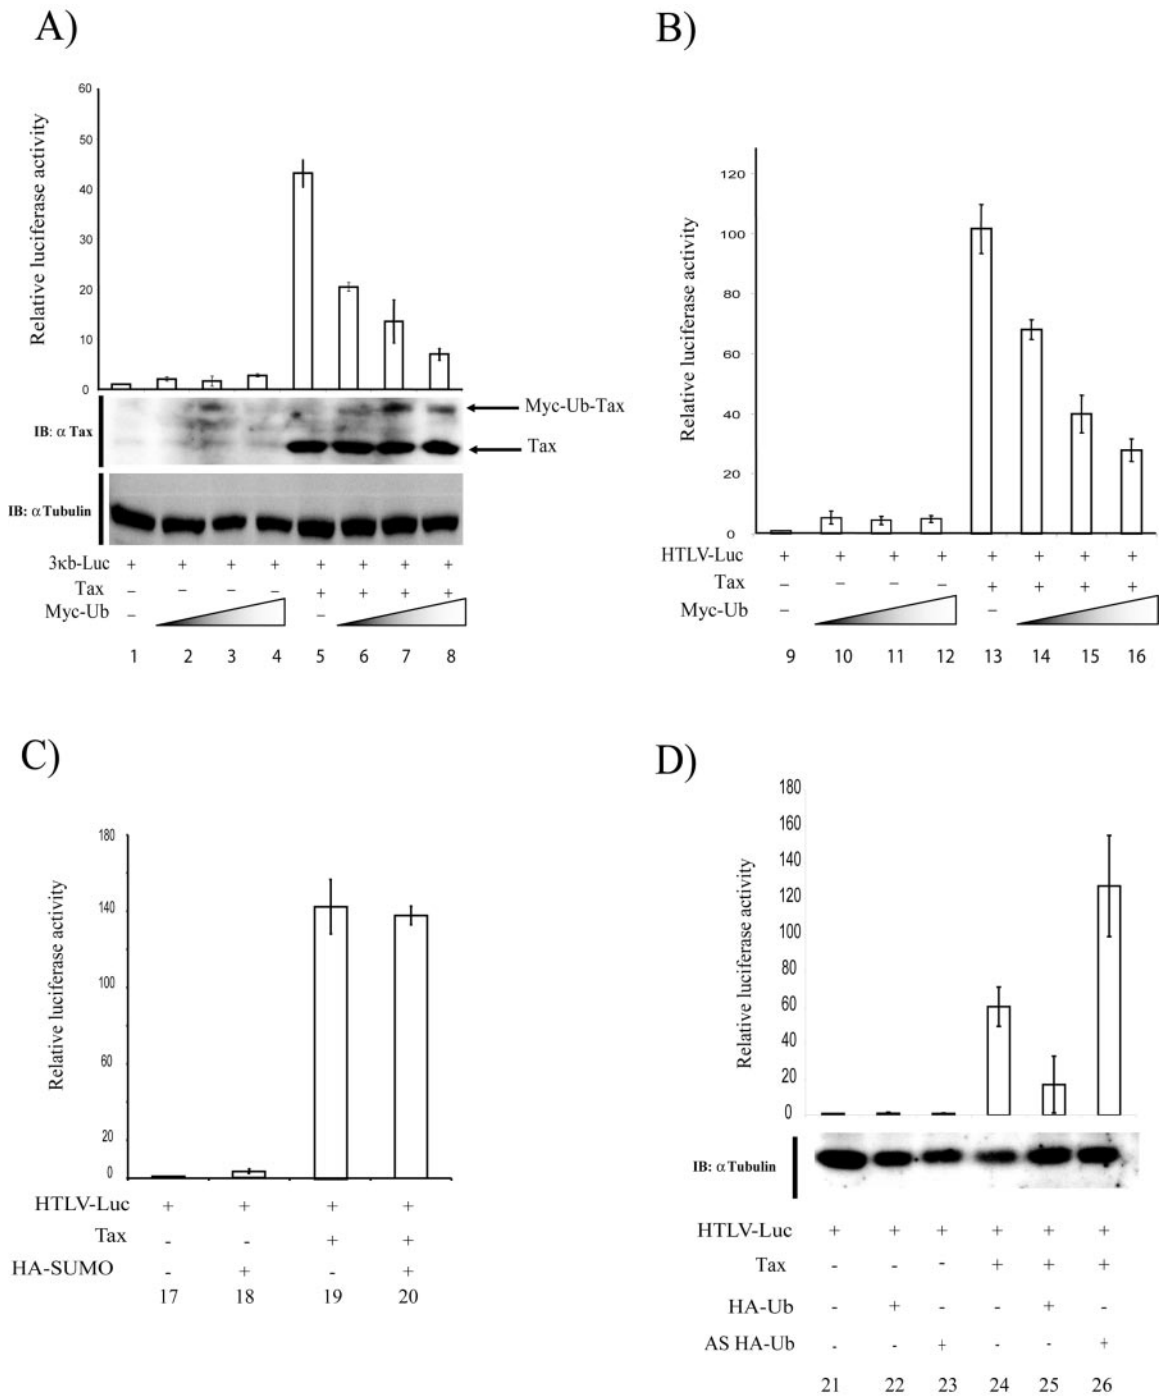 A)
Relative luciferase activity
60
50
40
30
20
10
0
IB: α Tax
Myc-Ub-Tax
Tax
IB: α Tubulin
3κb-Luc + + + + + + + +
Tax – – – – + + + +
Myc-Ub – –
1 2 3 4 5 6 7 8
B)
Relative luciferase activity
120
100
80
60
40
20
0
HTLV-Luc + + + + + + + +
Tax – – – – + + + +
Myc-Ub – –
9 10 11 12 13 14 15 16
C)
Relative luciferase activity
180
140
100
60
20
0
HTLV-Luc + + + +
Tax - - + +
HA-SUMO - + - +
17 18 19 20
D)
Relative luciferase activity
180
160
140
120
100
80
60
40
20
0
IB: α Tubulin
HTLV-Luc + + + + + +
Tax - - - + + +
HA-Ub - + - - + -
AS HA-Ub - - + - - +
21 22 23 24 25 26